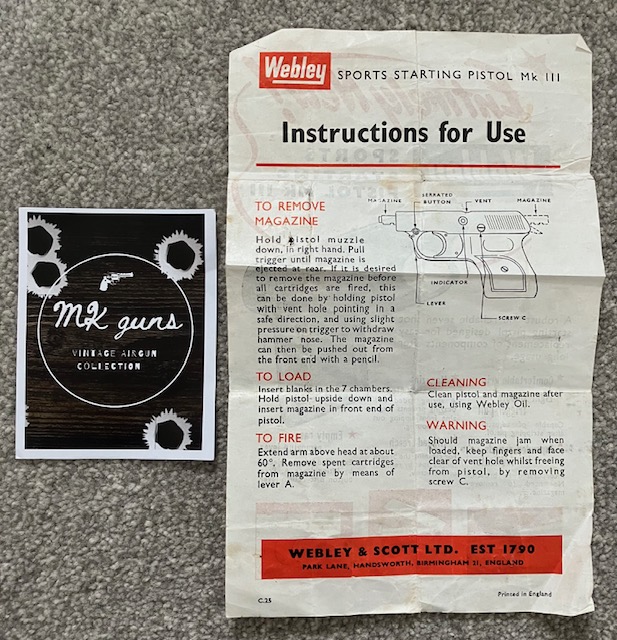 MK guns
VINTAGE AIRGUN
COLLECTION
Webley SPORTS STARTING PISTOL Mk III
Instructions for Use
TO REMOVE
MAGAZINE
Hold pistol muzzle
down, in right hand. Pull
trigger until magazine is
ejected at rear. If it is desired
to remove the magazine before
all cartridges are fired, this
can be done by holding pistol
with vent hole pointing in a
safe direction, and using slight
pressure on trigger to withdraw
hammer nose. The magazine
can then be pushed out from
the front end with a pencil.
TO LOAD
Insert blanks in the 7 chambers.
Hold pistol upside down and
insert magazine in front end of
pistol.
TO FIRE
Extend arm above head at about
60°. Remove spent cartridges
from magazine by means of
lever A.
MAGAZINE
SERRATED
BUTTON
VENT
MAGAZINE
INDICATOR
LEVER
SCREW C
CLEANING
Clean pistol and magazine after
use, using Webley Oil.
WARNING
Should magazine jam when
loaded, keep fingers and face
clear of vent hole whilst freeing
from pistol, by removing
screw C.
WEBLEY & SCOTT LTD. EST 1790
PARK LANE, HANDSWORTH, BIRMINGHAM 21, ENGLAND
C.25
Printed in England